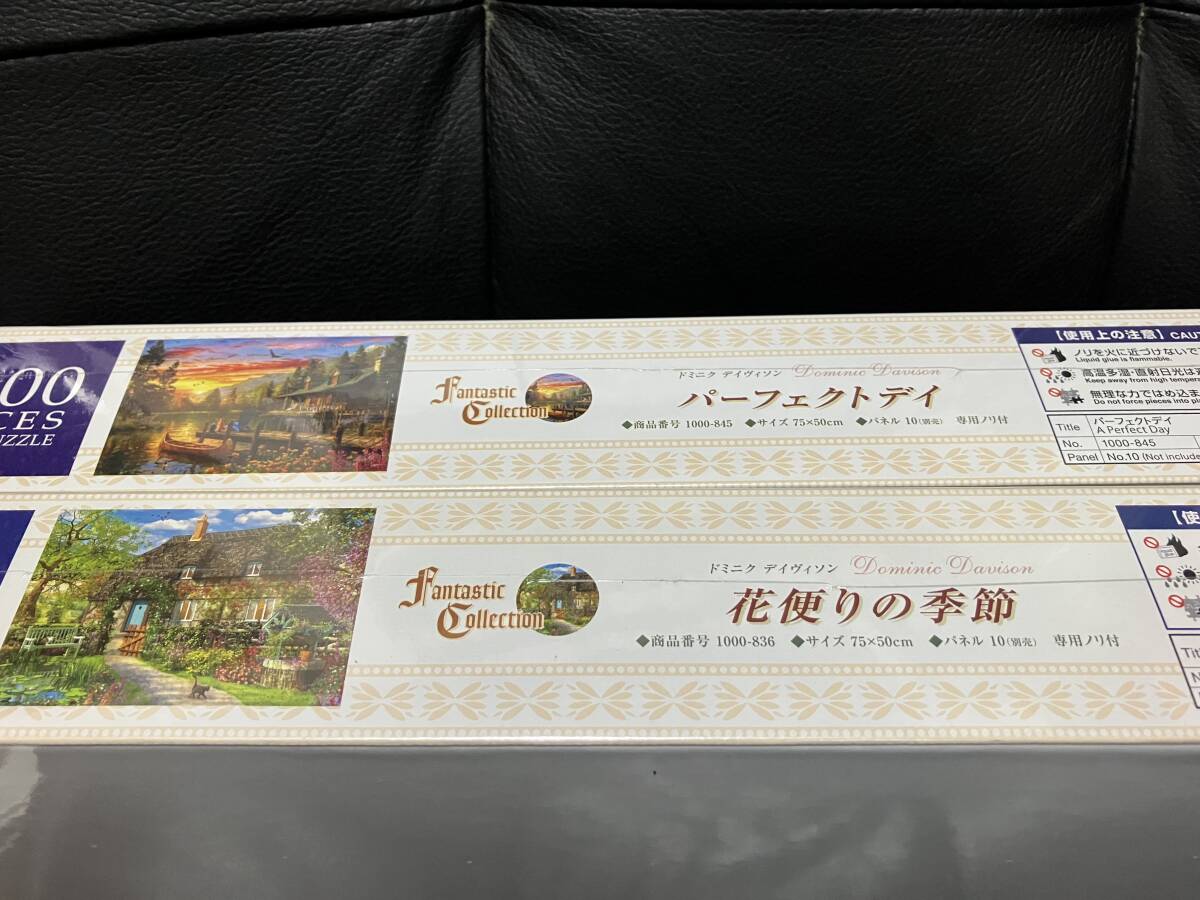 00
CES
UZZLE
Fantastic
Collection
ドミニク デイヴィソン Dominic Davison
パーフェクトデイ
◆商品番号 1000-845 ◆サイズ 75×50cm ◆パネル 10(別売) 専用ノリ付
【使用上の注意】CAUT
ノリを火に近づけないで
Liquid glue is flammable.
高温多湿・直射日光は
Keep away from high temperat
無理な力ではめ込ま
Do not force pieces into pla
Title パーフェクトデイ
A Perfect Day
No. 1000-845
Panel No.10 (Not include
Fantastic
Collection
ドミニク デイヴィソン Dominic Davison
花便りの季節
◆商品番号 1000-836 ◆サイズ 75×50cm ◆パネル 10(別売) 専用ノリ付
【使
Tit